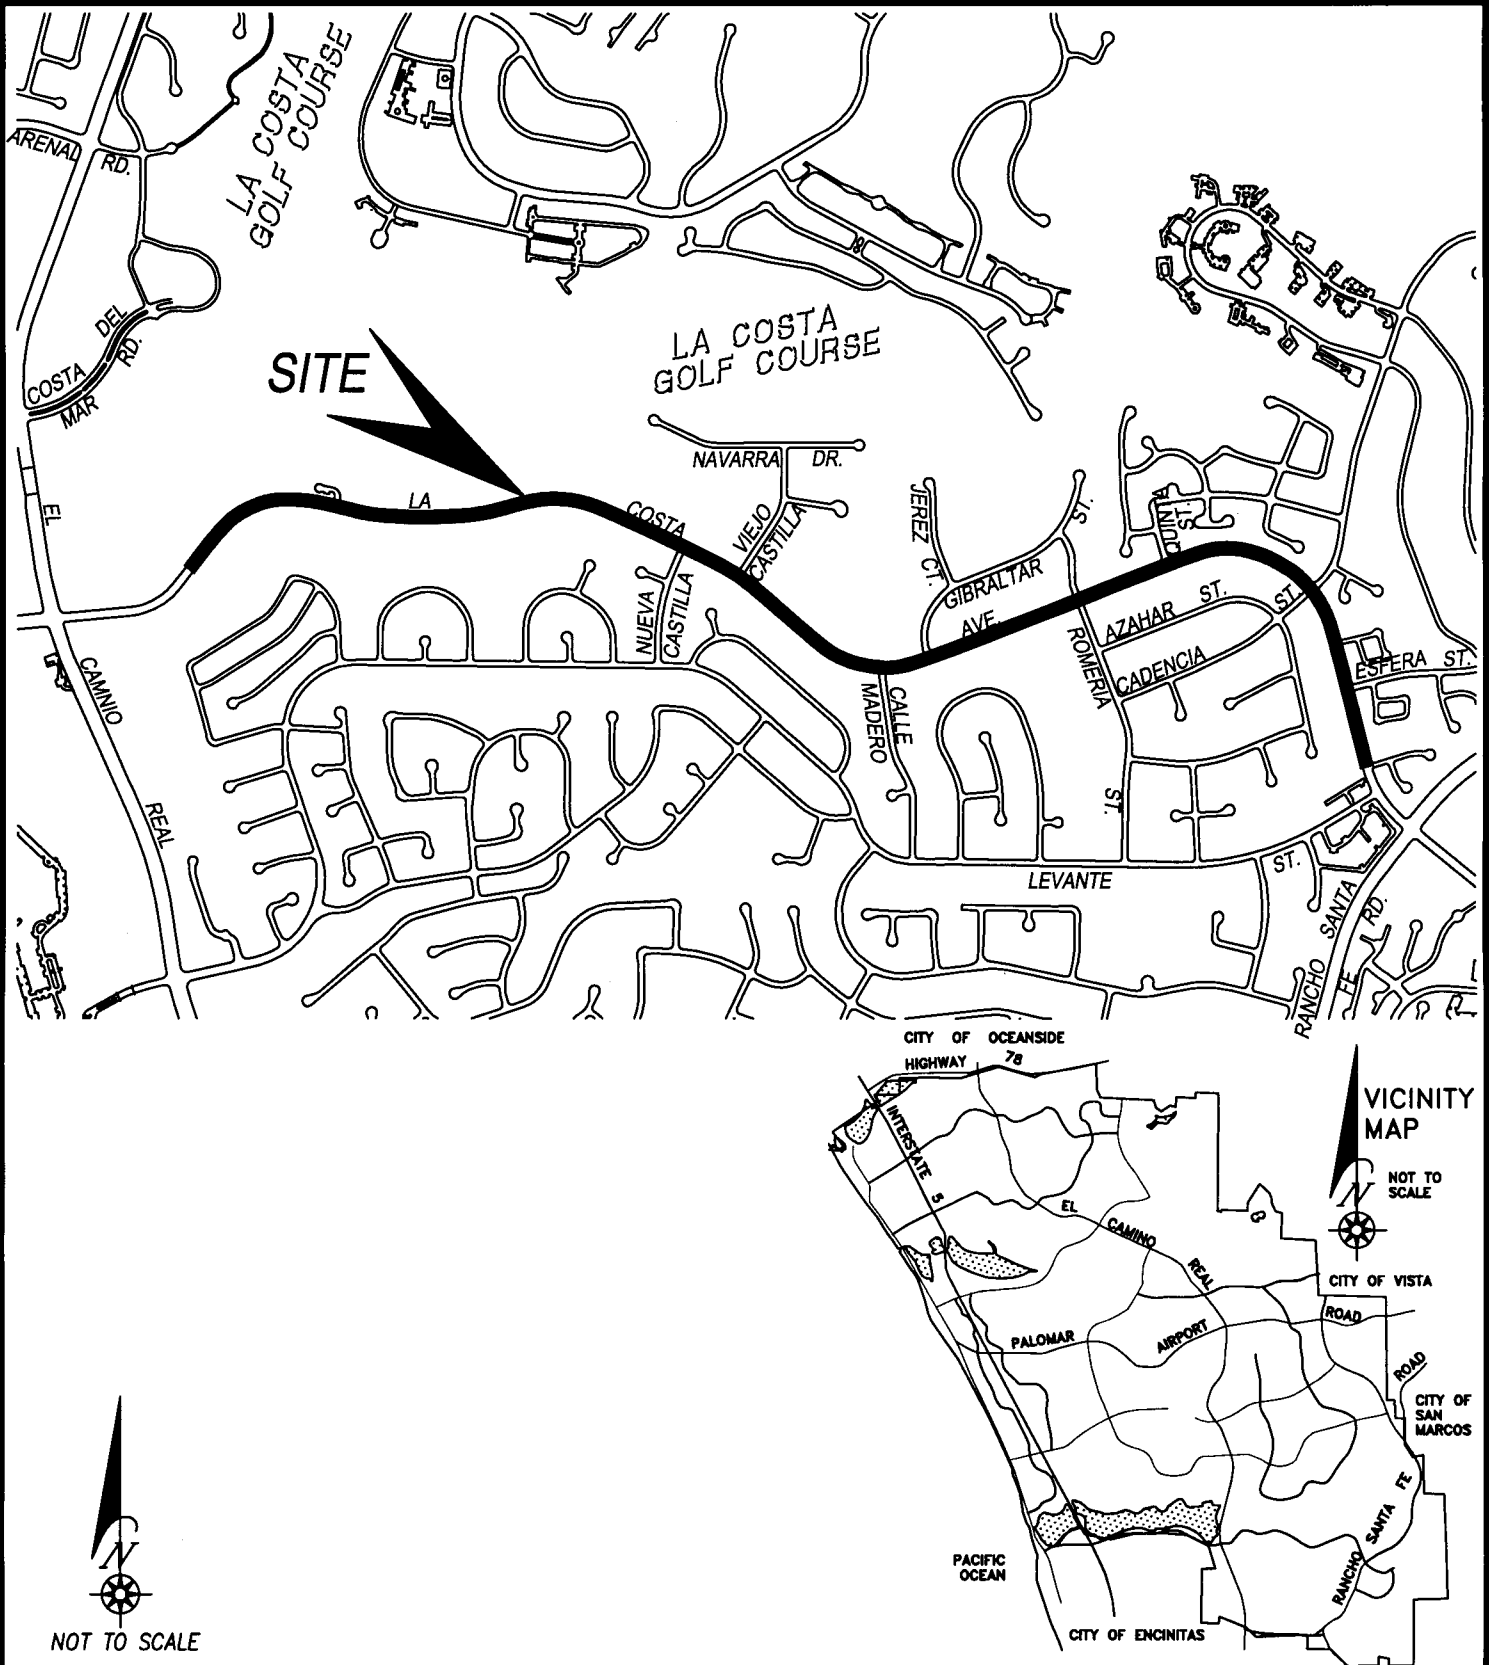 LA COSTA
GOLF COURSE
ARENAL RD.
COSTA DEL
MAR RD.
SITE
LA COSTA
GOLF COURSE
NAVARRA DR.
LA COSTA
AVE.
EL
CAMNIO
REAL
VIEJO
CASTILLA
NUEVA
CASTILLA
JEREZ CT.
GIBRALTAR
ST.
QUINTA
ST.
AZAHAR ST.
CADENCIA
ST.
ROMERIA
ST.
CALLE
MADERO
ESFERA ST.
LEVANTE
ST.
RANCHO SANTA
FE RD.
CITY OF OCEANSIDE
HIGHWAY 78
INTERSTATE 5
VICINITY
MAP
N
NOT TO
SCALE
EL CAMINO REAL
CITY OF VISTA
PALOMAR AIRPORT ROAD
ROAD
CITY OF
SAN
MARCOS
RANCHO SANTA FE
PACIFIC
OCEAN
CITY OF ENCINITAS
N
NOT TO SCALE